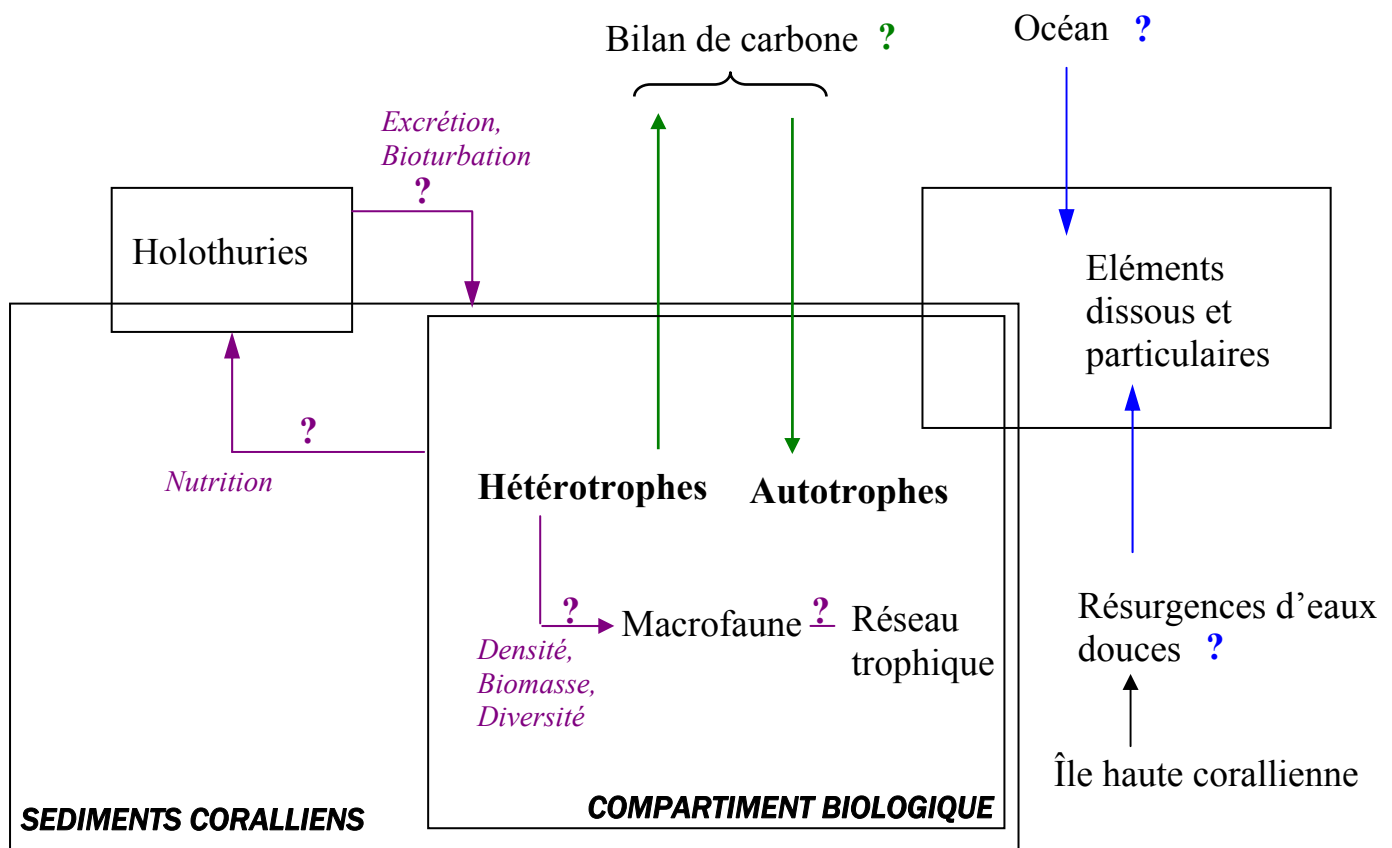 Bilan de carbone ?
Océan ?
Excrétion,
Bioturbation
?
Holothuries
Eléments
dissous et
particulaires
?
Nutrition
Hétérotrophes
Autotrophes
?
Macrofaune
?
Réseau
trophique
Densité,
Biomasse,
Diversité
Résurgences d’eaux
douces ?
Île haute corallienne
SEDIMENTS CORALLIENS
COMPARTIMENT BIOLOGIQUE